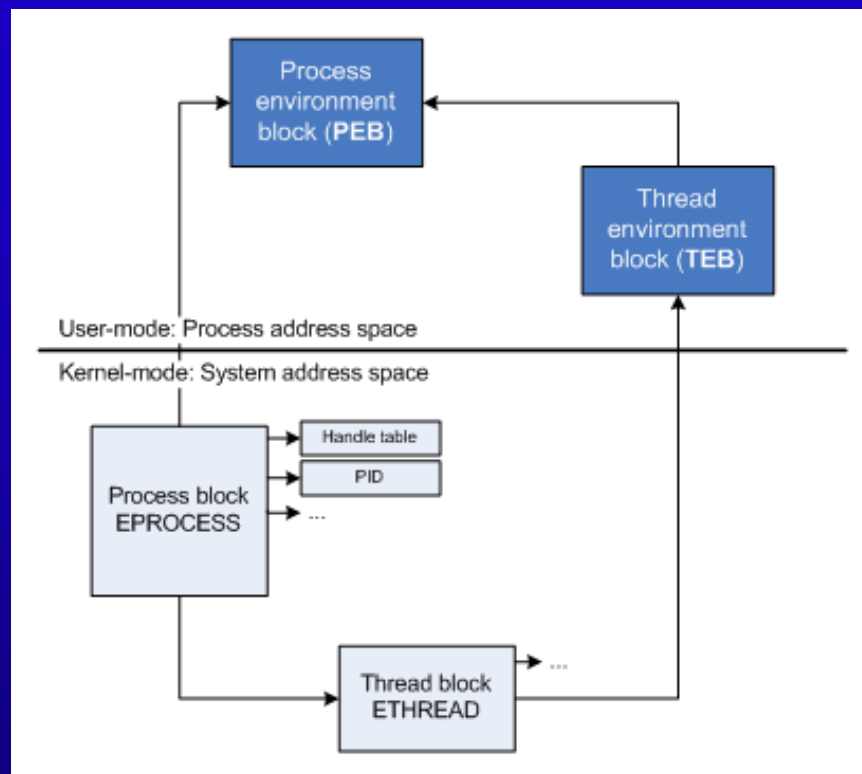 Process
environment
block (PEB)
Thread
environment
block (TEB)
User-mode: Process address space
Kernel-mode: System address space
Handle table
PID
...
Process block
EPROCESS
...
Thread block
ETHREAD